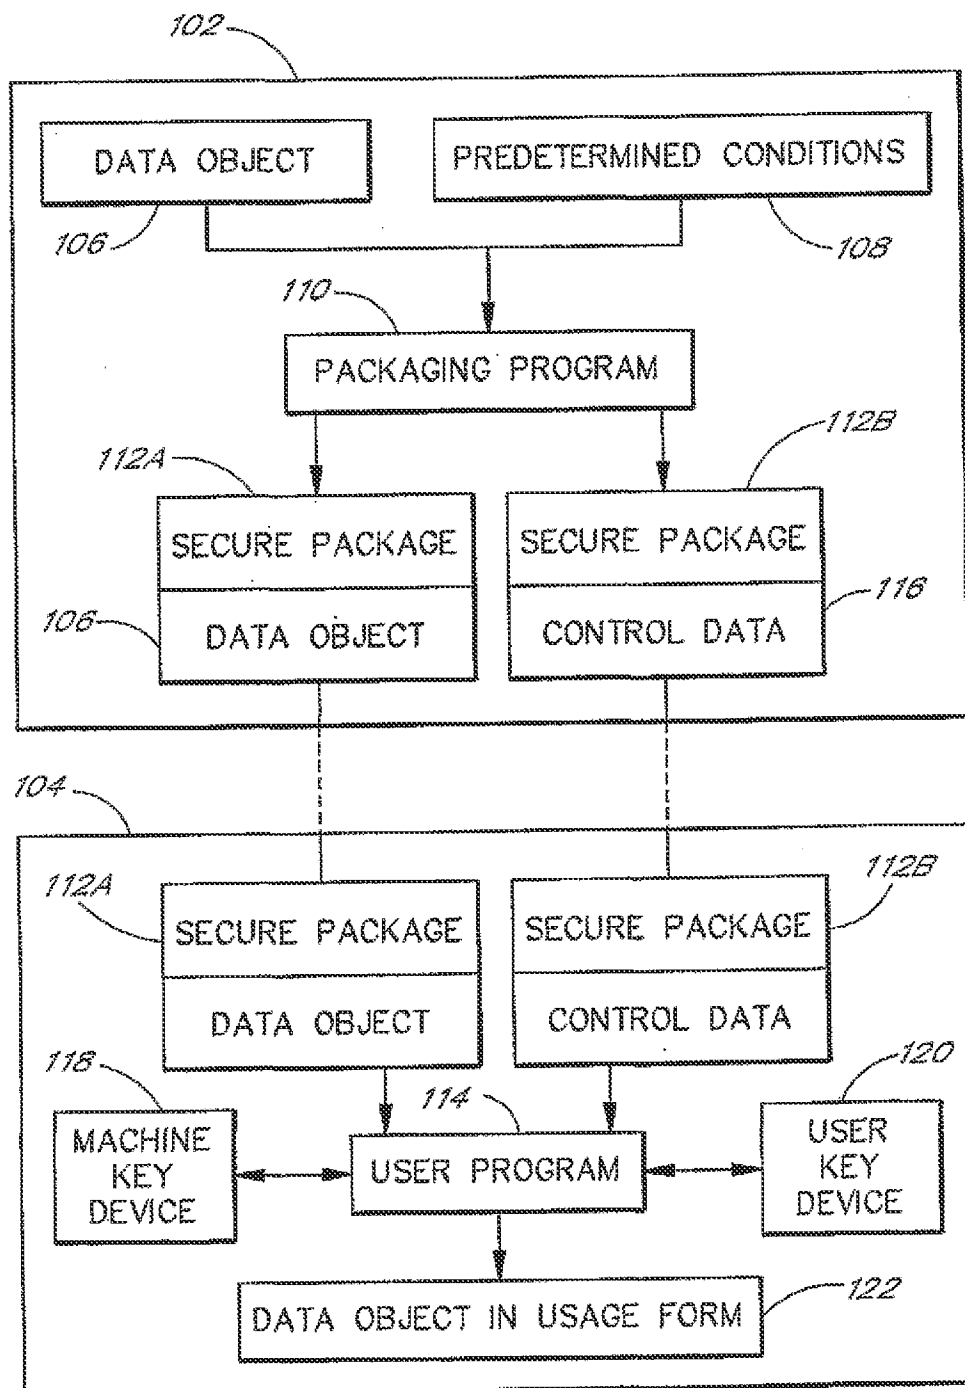 102
DATA OBJECT
PREDETERMINED CONDITIONS
106
108
110
PACKAGING PROGRAM
112A
112B
SECURE PACKAGE
SECURE PACKAGE
116
106
DATA OBJECT
CONTROL DATA
104
112A
112B
SECURE PACKAGE
SECURE PACKAGE
DATA OBJECT
CONTROL DATA
118
114
120
MACHINE
KEY
DEVICE
USER PROGRAM
USER
KEY
DEVICE
DATA OBJECT IN USAGE FORM
122